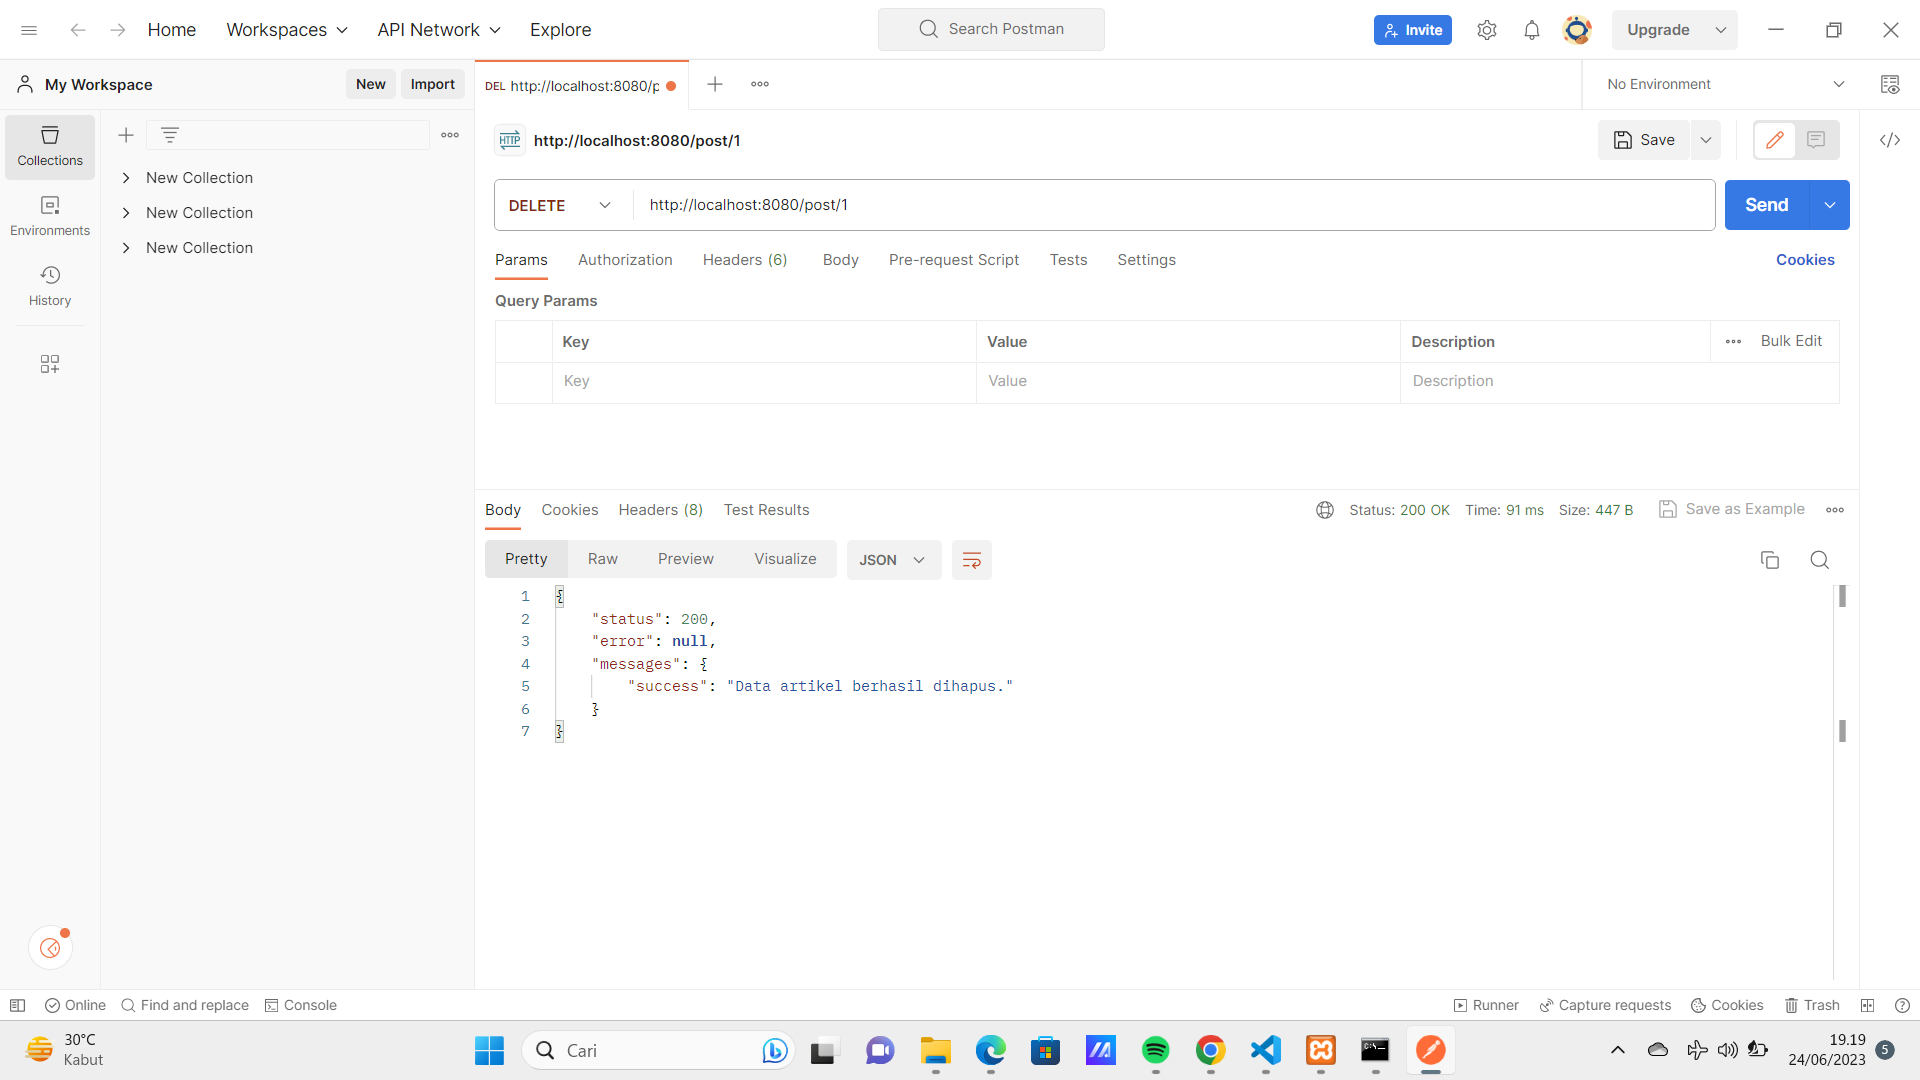 Home
Workspaces
API Network
Explore
Search Postman
Invite
Upgrade
My Workspace
New
Import
DEL http://localhost:8080/p
No Environment
Collections
Environments
History
New Collection
New Collection
New Collection
HTTP
http://localhost:8080/post/1
Save
DELETE
http://localhost:8080/post/1
Send
Params
Authorization
Headers (6)
Body
Pre-request Script
Tests
Settings
Cookies
Query Params
Key
Value
Description
Bulk Edit
Key
Value
Description
Body
Cookies
Headers (8)
Test Results
Status: 200 OK
Time: 91 ms
Size: 447 B
Save as Example
Pretty
Raw
Preview
Visualize
JSON
1 {
2 "status": 200,
3 "error": null,
4 "messages": {
5 "success": "Data artikel berhasil dihapus."
6 }
7 }
Online
Find and replace
Console
Runner
Capture requests
Cookies
Trash
30°C
Kabut
Cari
19.19
24/06/2023
5